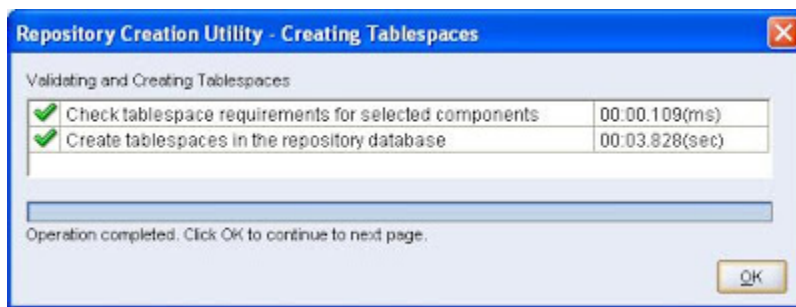 Repository Creation Utility - Creating Tablespaces
Validating and Creating Tablespaces
Check tablespace requirements for selected components 00:00.109(ms)
Create tablespaces in the repository database 00:03.828(sec)
Operation completed. Click OK to continue to next page.
OK